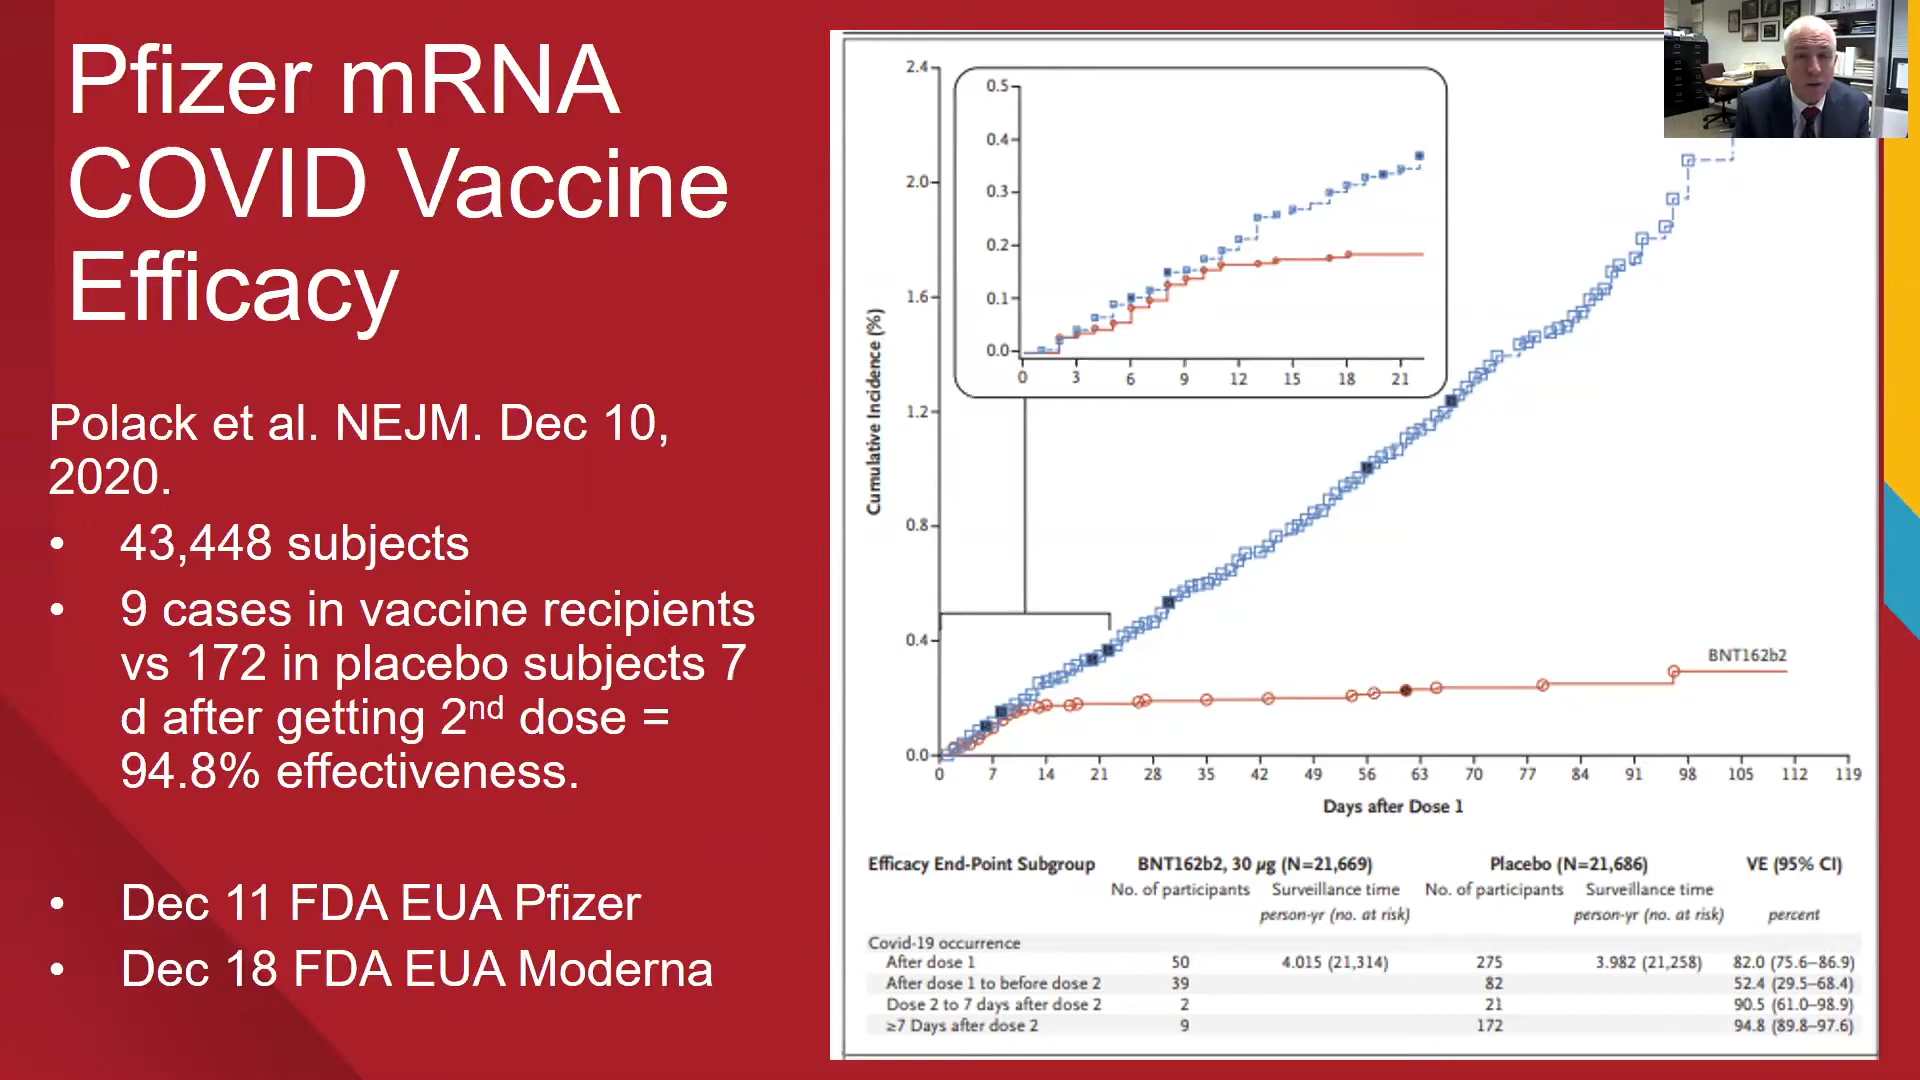 Pfizer mRNA
COVID Vaccine
Efficacy
Polack et al. NEJM. Dec 10,
2020.
• 43,448 subjects
• 9 cases in vaccine recipients
vs 172 in placebo subjects 7
d after getting 2nd dose =
94.8% effectiveness.
• Dec 11 FDA EUA Pfizer
• Dec 18 FDA EUA Moderna
2.4
2.0
1.6
1.2
0.8
0.4
0.0
Cumulative Incidence (%)
0.5
0.4
0.3
0.2
0.1
0.0
0 3 6 9 12 15 18 21
BNT162b2
0 7 14 21 28 35 42 49 56 63 70 77 84 91 98 105 112 119
Days after Dose 1
Efficacy End-Point Subgroup BNT162b2, 30 µg (N=21,669) Placebo (N=21,686) VE (95% CI)
No. of participants Surveillance time No. of participants Surveillance time
person-yr (no. at risk) person-yr (no. at risk) percent
Covid-19 occurrence
After dose 1 50 4.015 (21,314) 275 3.982 (21,258) 82.0 (75.6–86.9)
After dose 1 to before dose 2 39 82 52.4 (29.5–68.4)
Dose 2 to 7 days after dose 2 2 21 90.5 (61.0–98.9)
≥7 Days after dose 2 9 172 94.8 (89.8–97.6)